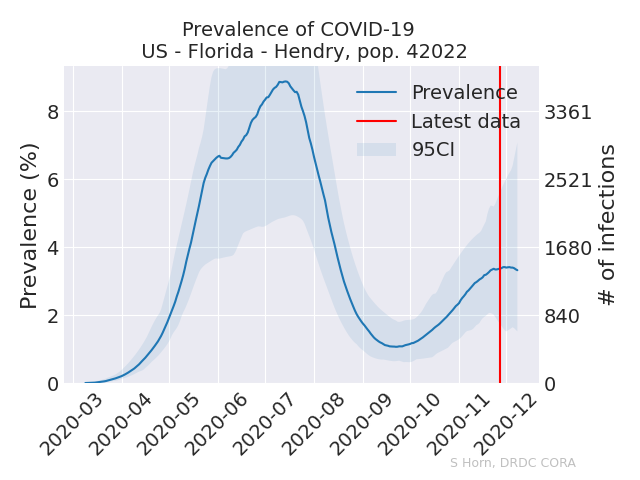 Prevalence of COVID-19
US - Florida - Hendry, pop. 42022
Prevalence
Latest data
95CI
Prevalence (%)
8
6
4
2
0
3361
2521
1680
840
0
# of infections
2020-03
2020-04
2020-05
2020-06
2020-07
2020-08
2020-09
2020-10
2020-11
2020-12
S Horn, DRDC CORA